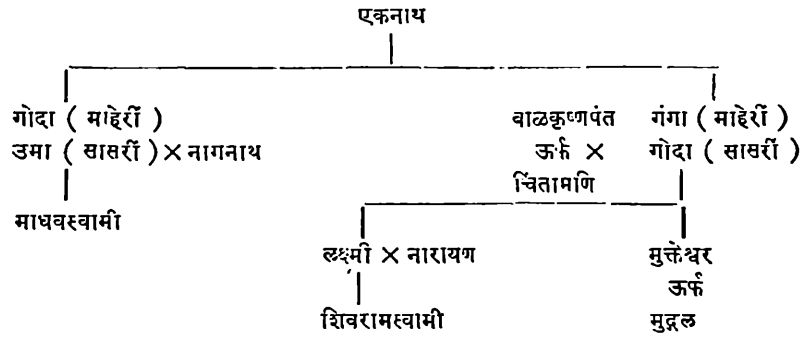 एकनाथ
गोदा ( माहेरीं )
उमा ( सासरीं ) × नागनाथ
माधवस्वामी
बाळकृष्णपंत
ऊर्फ ×
चिंतामणि
गंगा ( माहेरीं )
गोदा ( सासरीं )
लक्ष्मी × नारायण
शिवरामस्वामी
मुक्तेश्वर
ऊर्फ
मुद्गल